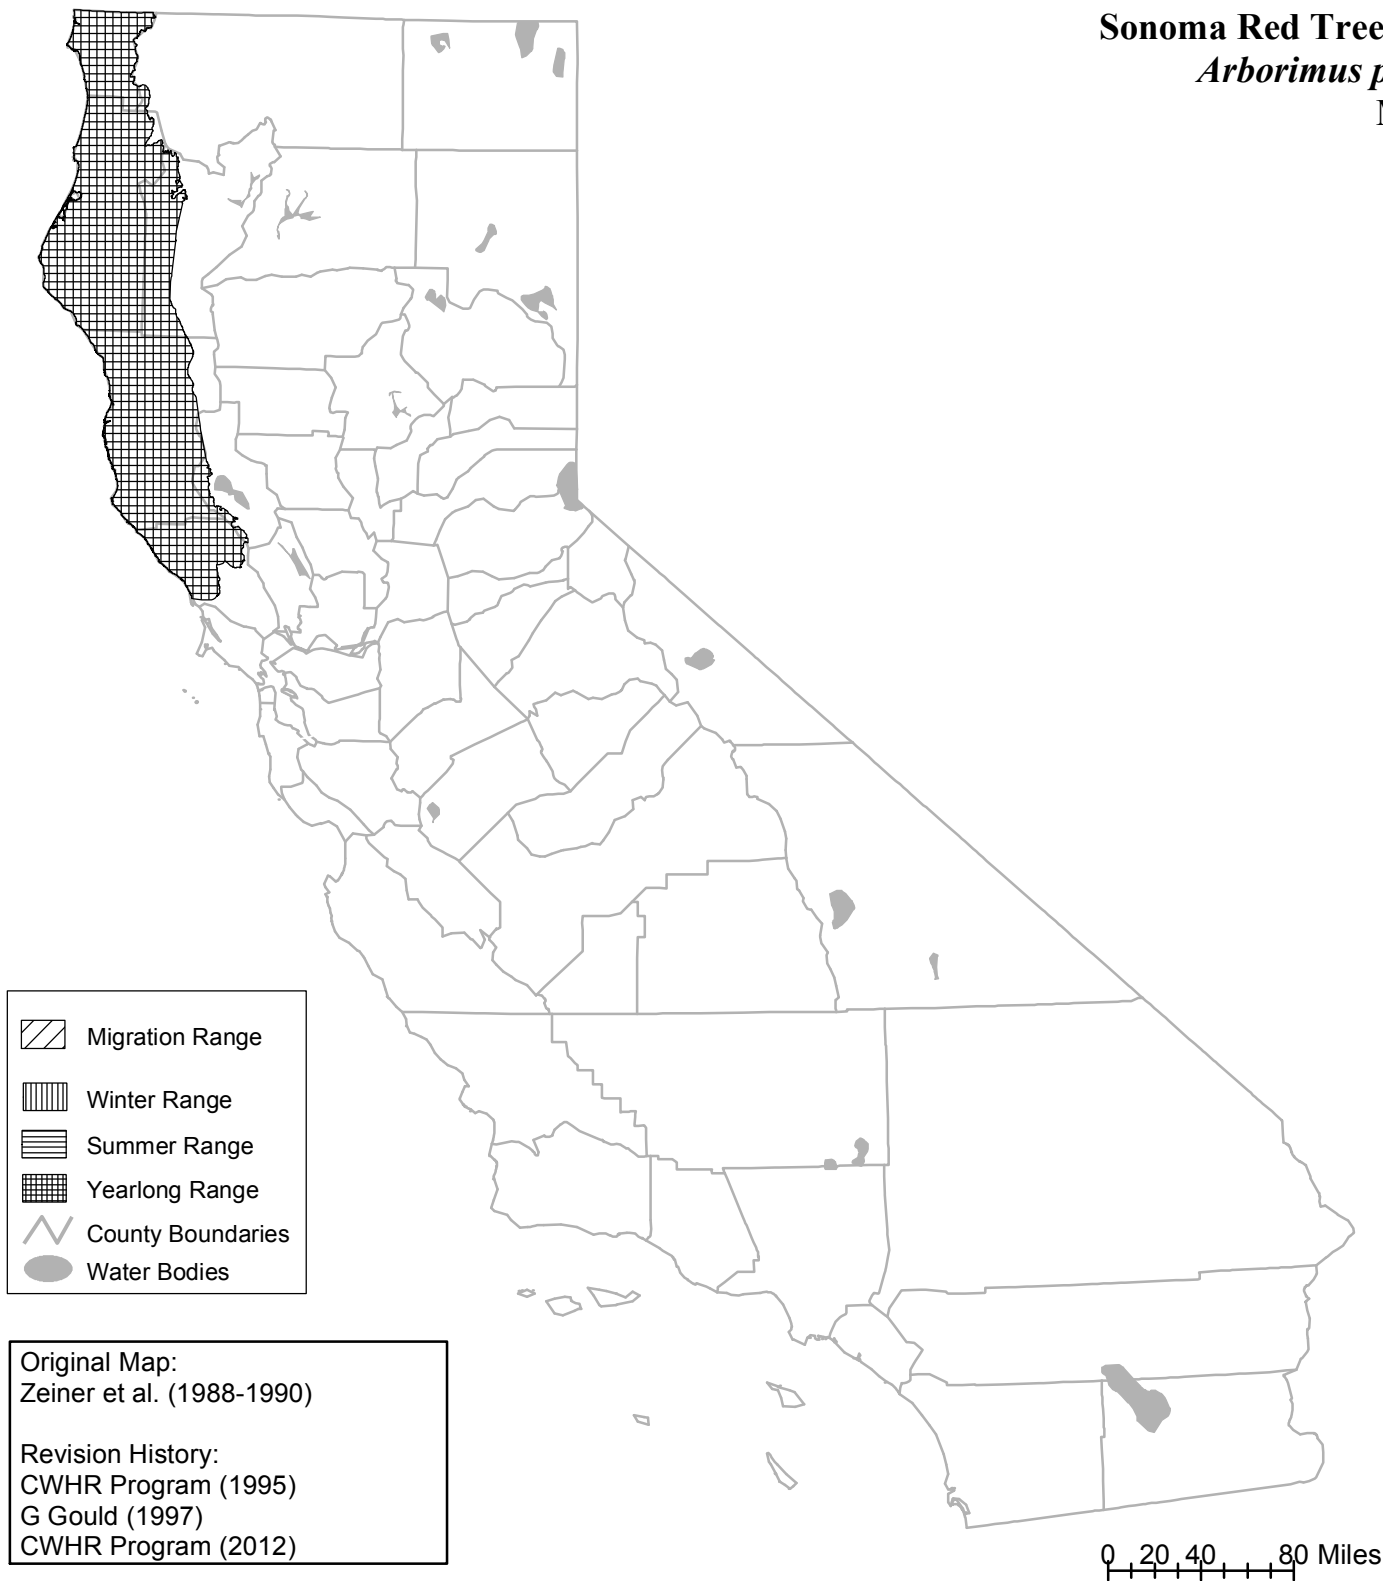 Sonoma Red Tree
Arborimus
Migration Range
Winter Range
Summer Range
Yearlong Range
County Boundaries
Water Bodies
Original Map:
Zeiner et al. (1988-1990)
Revision History:
CWHR Program (1995)
G Gould (1997)
CWHR Program (2012)
0 20 40 80 Miles